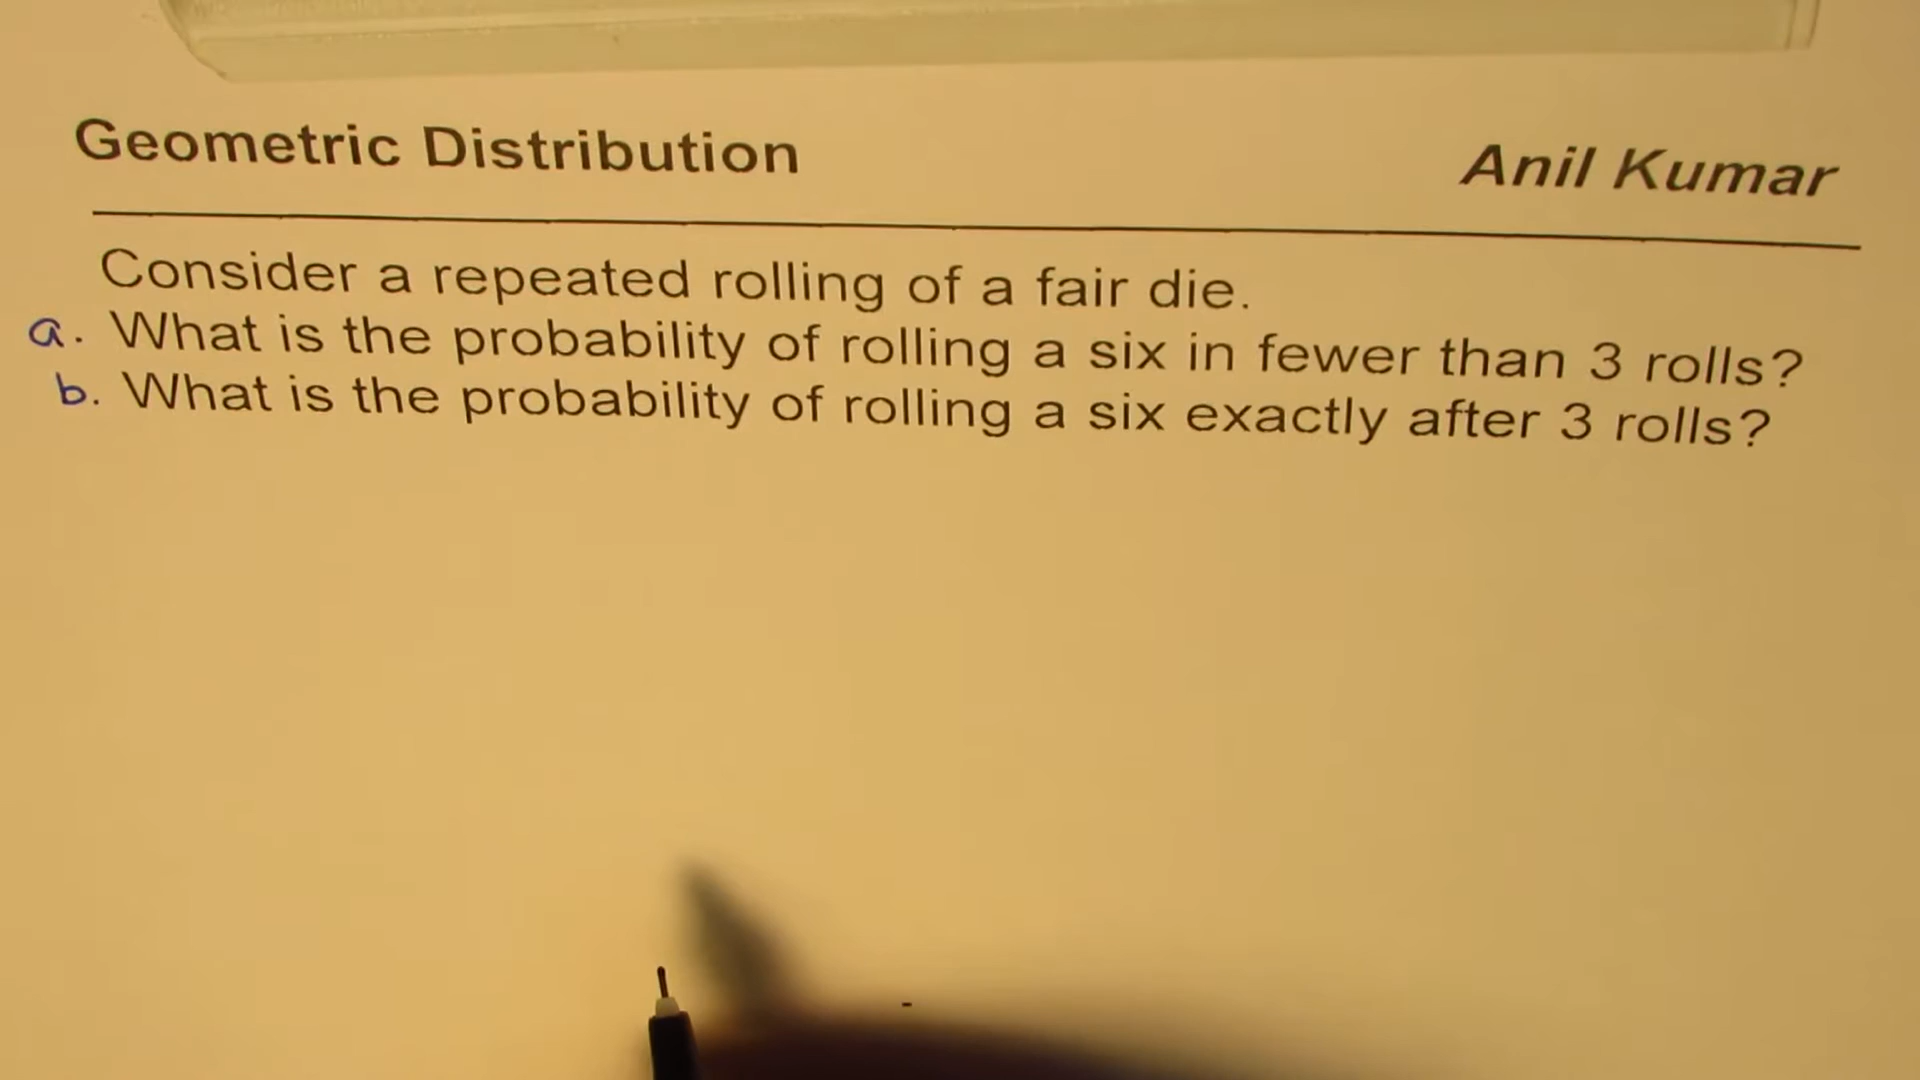 Geometric Distribution Anil Kumar
Consider a repeated rolling of a fair die.
a. What is the probability of rolling a six in fewer than 3 rolls?
b. What is the probability of rolling a six exactly after 3 rolls?